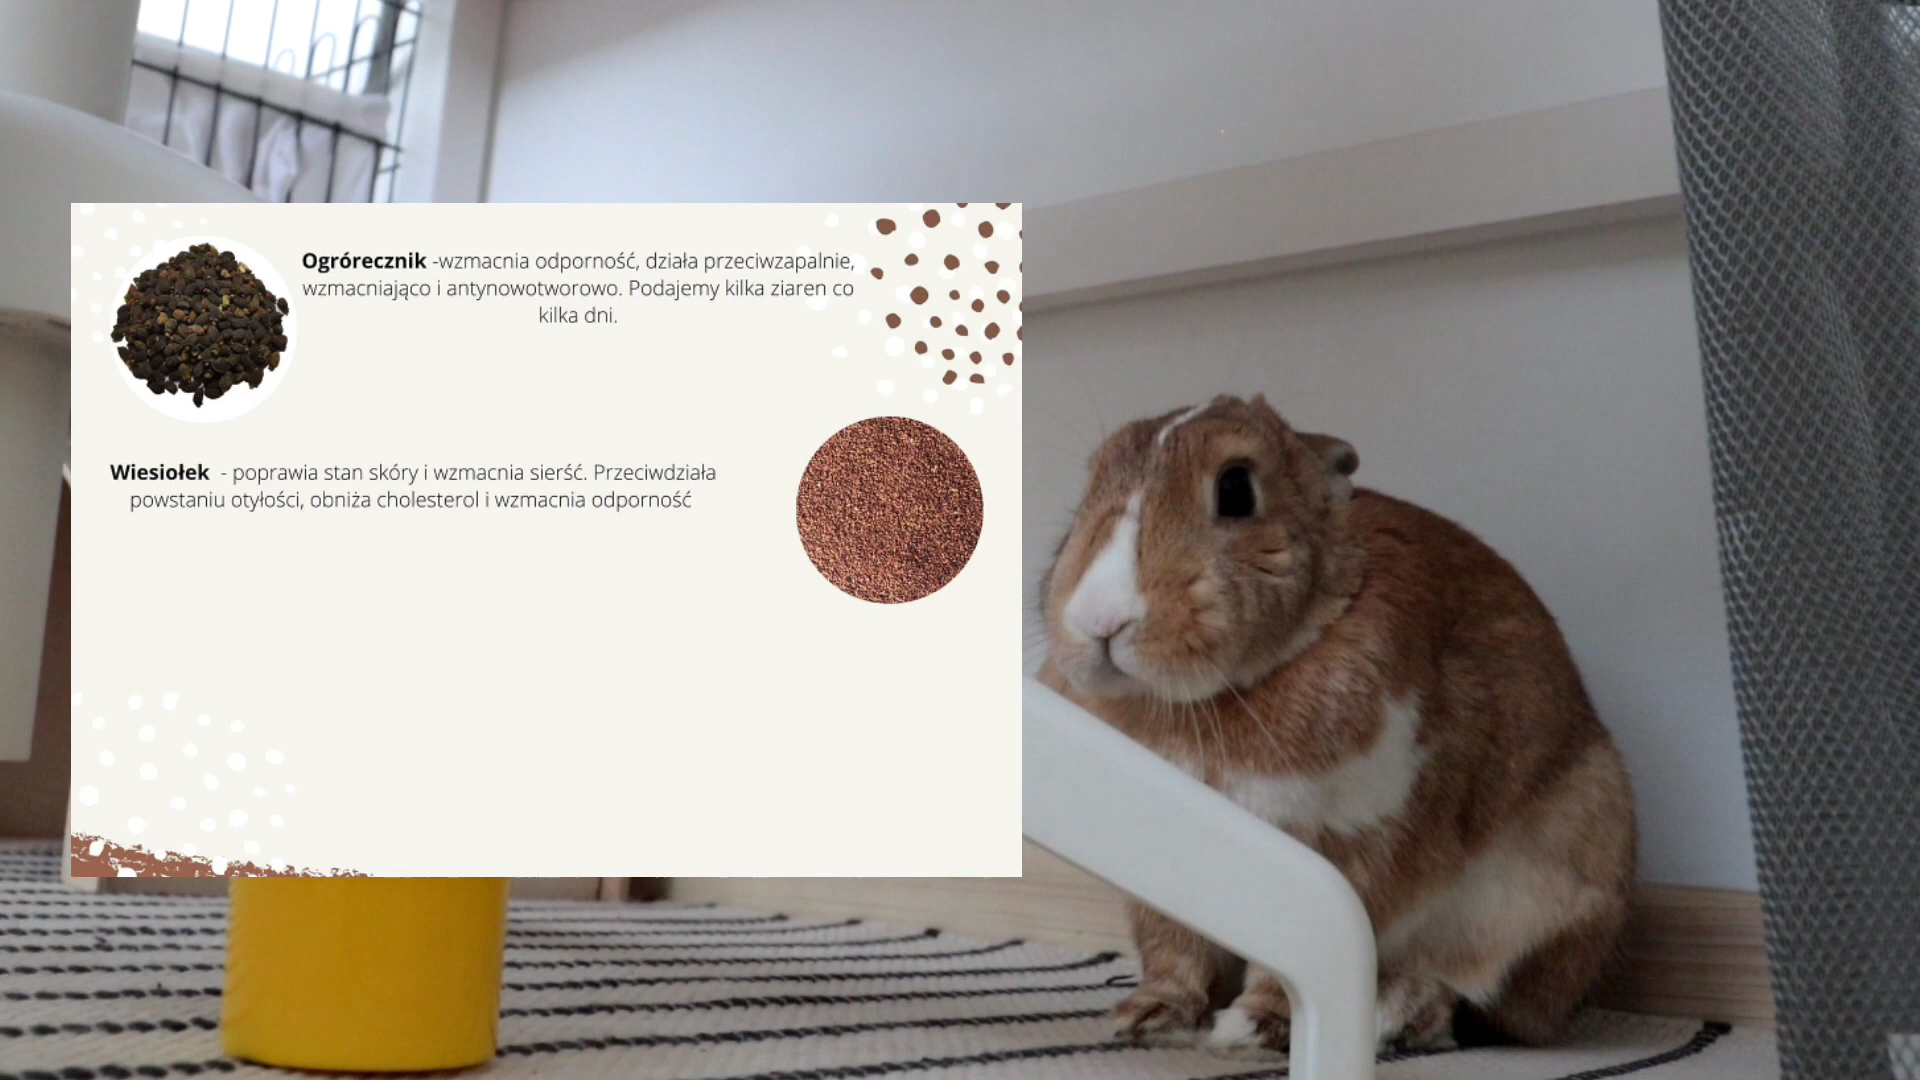 Ogrórecznik -wzmacnia odporność, działa przeciwzapalnie,
wzmacniająco i antynowotworowo. Podajemy kilka ziaren co
kilka dni.
Wiesiołek - poprawia stan skóry i wzmacnia sierść. Przeciwdziała
powstaniu otyłości, obniża cholesterol i wzmacnia odporność